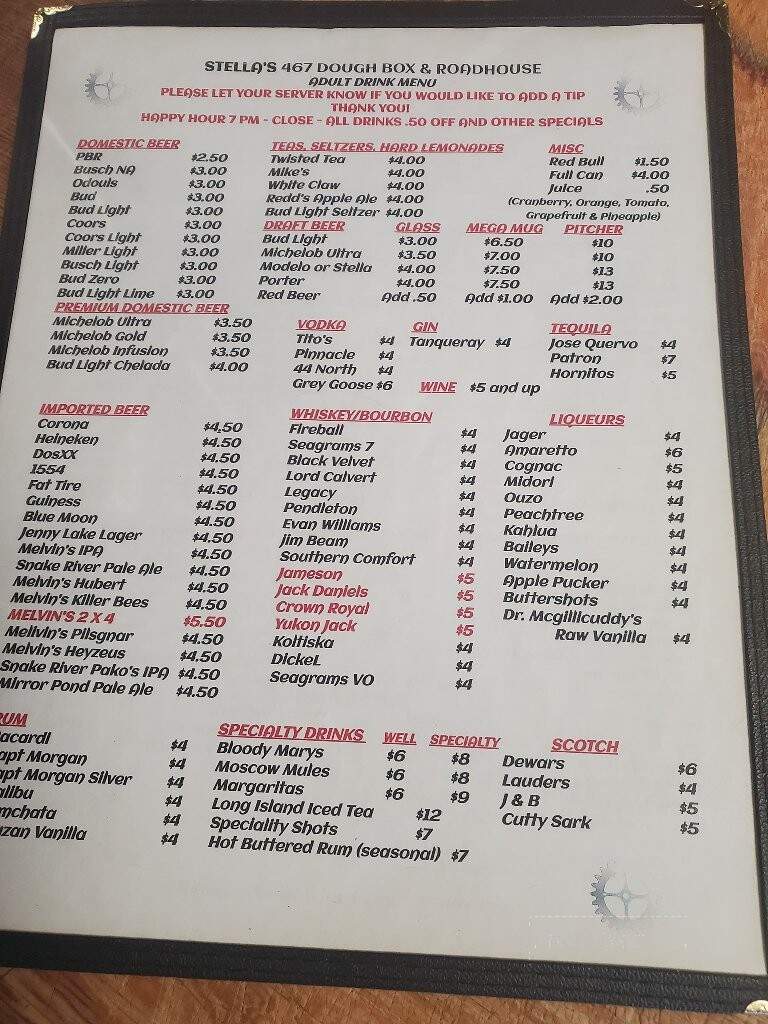 STELLA'S 467 DOUGH BOX & ROADHOUSE
ADULT DRINK MENU
PLEASE LET YOUR SERVER KNOW IF YOU WOULD LIKE TO ADD A TIP
THANK YOU!
HAPPY HOUR 7 PM - CLOSE - ALL DRINKS .50 OFF AND OTHER SPECIALS
DOMESTIC BEER
PBR $2.50
Busch NA $3.00
Odouls $3.00
Bud $3.00
Bud Light $3.00
Coors $3.00
Coors Light $3.00
Miller Light $3.00
Busch Light $3.00
Bud Zero $3.00
Bud Light Lime $3.00
TEAS, SELTZERS, HARD LEMONADES
Twisted Tea $4.00
Mike's $4.00
White Claw $4.00
Redd's Apple Ale $4.00
Bud Light Seltzer $4.00
MISC
Red Bull $1.50
Full Can $4.00
Juice .50
(Cranberry, Orange, Tomato,
Grapefruit & Pineapple)
DRAFT BEER GLASS MEGA MUG PITCHER
Bud Light $3.00 $6.50 $10
Michelob Ultra $3.50 $7.00 $10
Modelo or Stella $4.00 $7.50 $13
Porter $4.00 $7.50 $13
Red Beer Add .50 Add $1.00 Add $2.00
PREMIUM DOMESTIC BEER
Michelob Ultra $3.50
Michelob Gold $3.50
Michelob Infusion $3.50
Bud Light Chelada $4.00
VODKA
Tito's $4
Pinnacle $4
44 North $4
Grey Goose $6
GIN
Tanqueray $4
WINE $5 and up
TEQUILA
Jose Quervo $4
Patron $7
Hornitos $5
IMPORTED BEER
Corona $4.50
Heineken $4.50
DosXX $4.50
1554 $4.50
Fat Tire $4.50
Guiness $4.50
Blue Moon $4.50
Jenny Lake Lager $4.50
Melvin's IPA $4.50
Snake River Pale Ale $4.50
Melvin's Hubert $4.50
Melvin's Killer Bees $4.50
MELVIN'S 2 X 4 $5.50
Melivin's Pilsgnar $4.50
Melvin's Heyzeus $4.50
Snake River Pako's IPA $4.50
Mirror Pond Pale Ale $4.50
WHISKEY/BOURBON
Fireball $4
Seagrams 7 $4
Black Velvet $4
Lord Calvert $4
Legacy $4
Pendleton $4
Evan Williams $4
Jim Beam $4
Southern Comfort $4
Jameson $5
Jack Daniels $5
Crown Royal $5
Yukon Jack $5
Koltiska $4
Dickel $4
Seagrams VO $4
LIQUEURS
Jager $4
Amaretto $6
Cognac $5
Midori $4
Ouzo $4
Peachtree $4
Kahlua $4
Baileys $4
Watermelon $4
Apple Pucker $4
Buttershots $4
Dr. Mcgillicuddy's
Raw Vanilla $4
RUM
acardi $4
apt Morgan $4
apt Morgan Silver $4
alibu $4
mchata $4
zan Vanilla $4
SPECIALTY DRINKS WELL SPECIALTY
Bloody Marys $6 $8
Moscow Mules $6 $8
Margaritas $6 $9
Long Island Iced Tea $12
Speciality Shots $7
Hot Buttered Rum (seasonal) $7
SCOTCH
Dewars $6
Lauders $4
J & B $5
Cutty Sark $5